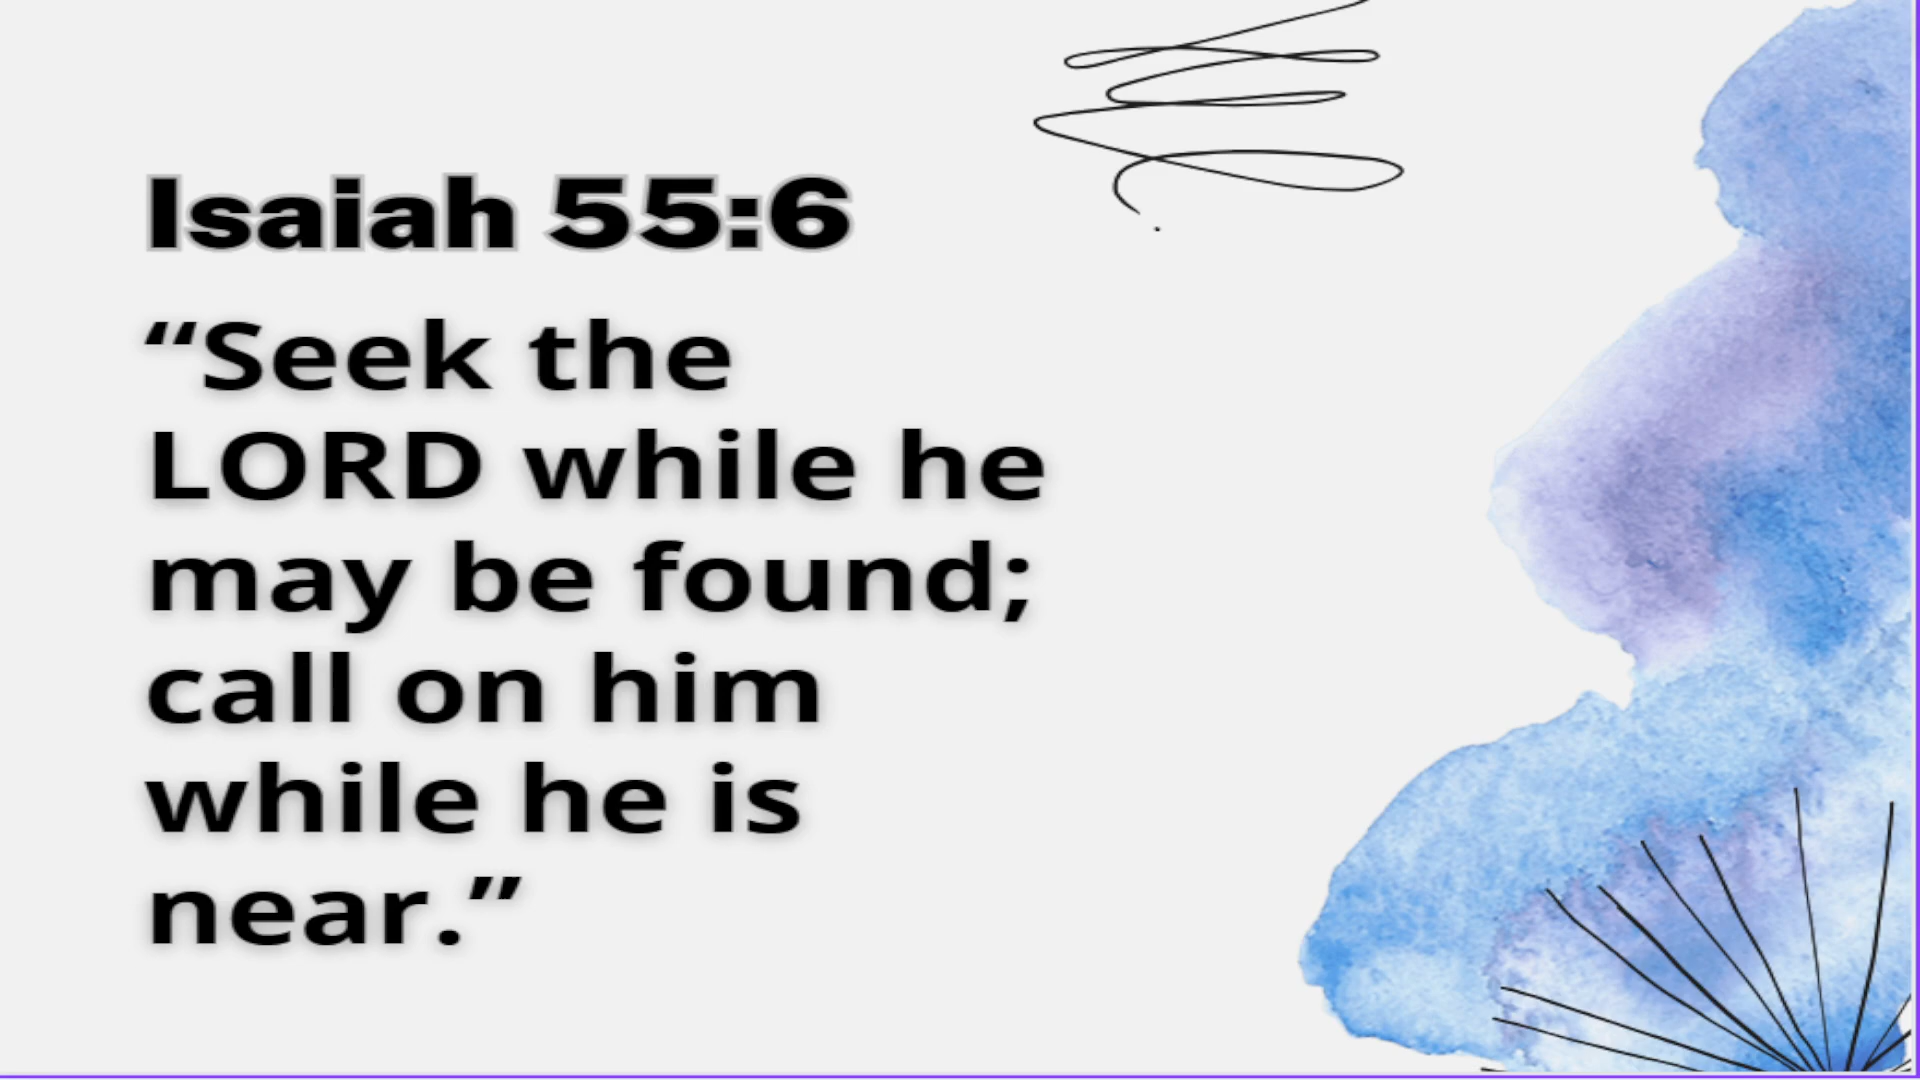 Isaiah 55:6
“Seek the
LORD while he
may be found;
call on him
while he is
near.”